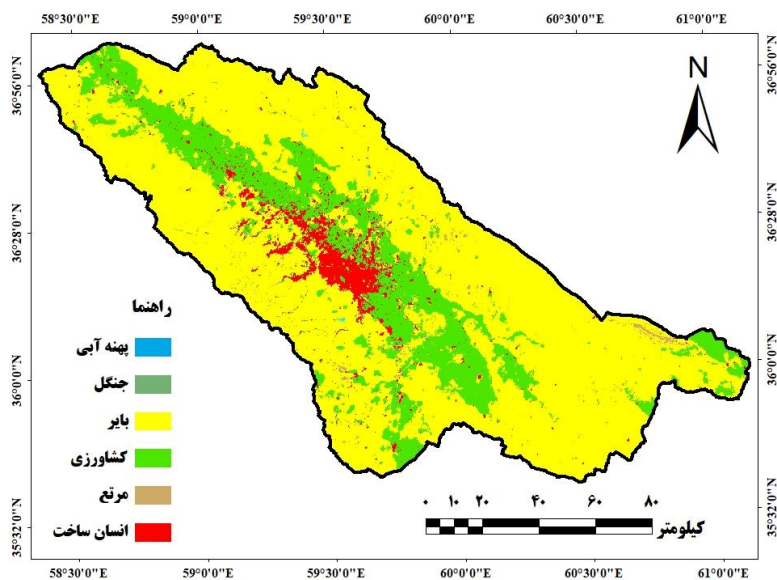 58°30'0"E 59°0'0"E 59°30'0"E 60°0'0"E 60°30'0"E 61°0'0"E
36°56'0"N
36°56'0"N
N
36°28'0"N
36°28'0"N
راهنما
پهنه آبی
جنگل
بایر
کشاورزی
مرتع
انسان ساخت
36°0'0"N
36°0'0"N
۰ ۱۰ ۲۰ ۴۰ ۶۰ ۸۰
کیلومتر
35°32'0"N
35°32'0"N
58°30'0"E 59°0'0"E 59°30'0"E 60°0'0"E 60°30'0"E 61°0'0"E